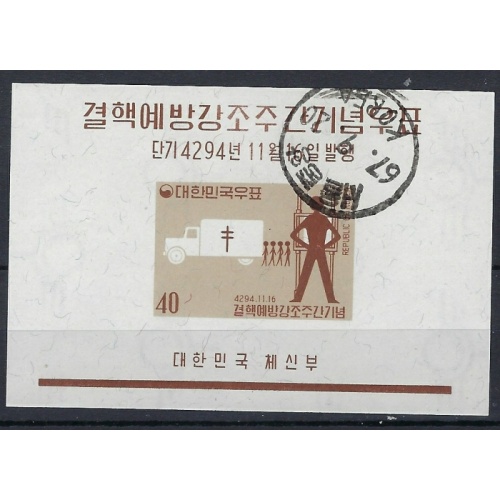 결핵예방강조주간기념우표
단기4294년 11월16일발행
대한민국우표
REPUBLIC
40
4294.11.16
결핵예방강조주간기념
대한민국 체신부
KOREA
67.